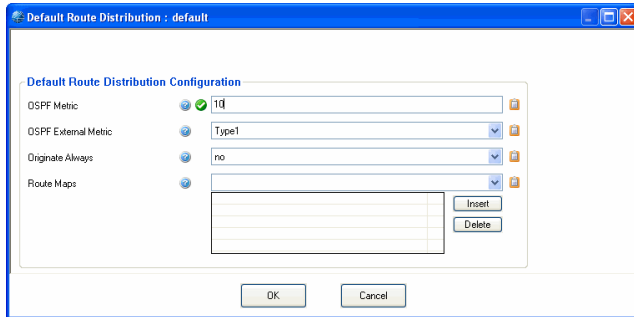 Default Route Distribution : default
Default Route Distribution Configuration
OSPF Metric 10
OSPF External Metric Type1
Originate Always no
Route Maps
Insert
Delete
OK Cancel